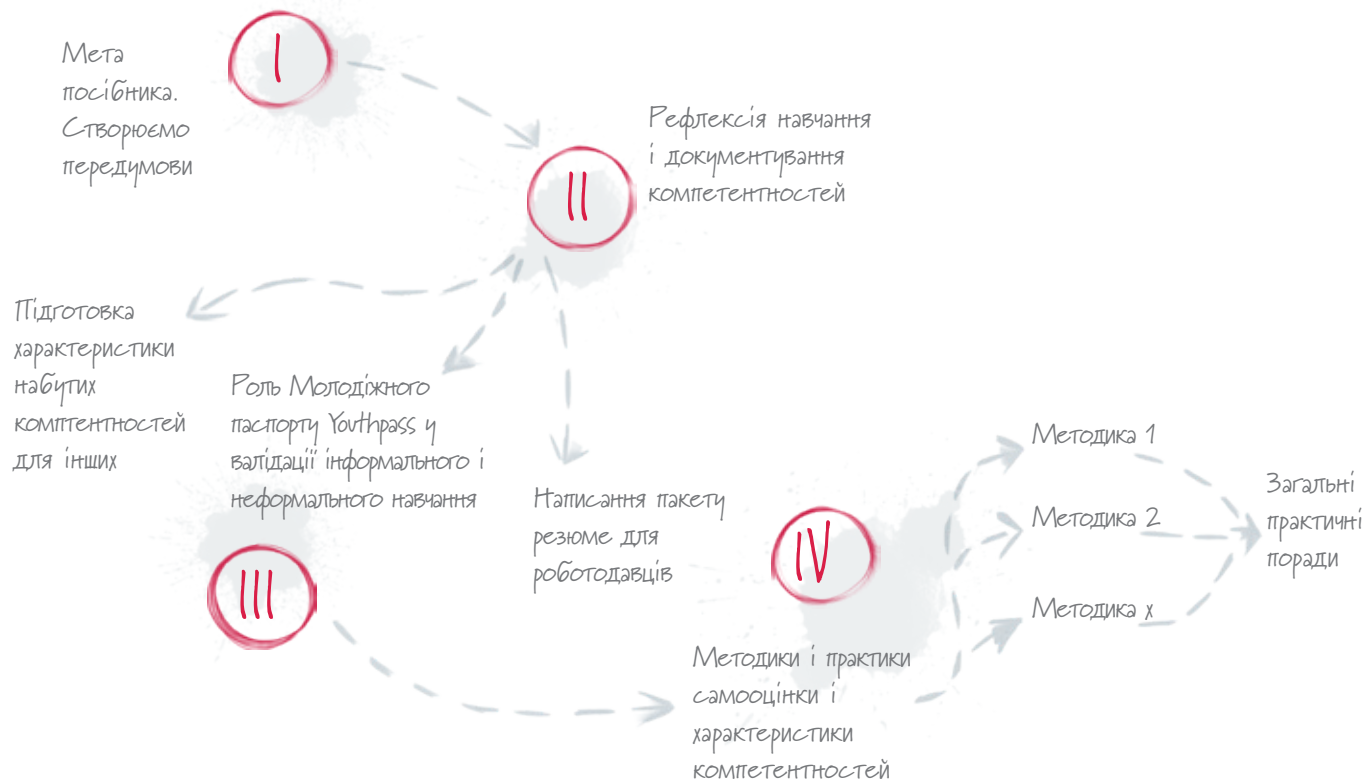 I
Мета
посібника.
Створюємо
передумови
II
Рефлексія навчання
і документування
компетентностей
Підготовка
характеристики
набутих
комптентностей
для інших
Роль Молодіжного
паспорту Youthpass у
валідації інформального і
неформального навчання
Написання пакету
резюме для
роботодавців
III
IV
Методики і практики
самооцінки і
характеристики
компетентностей
Методика 1
Методика 2
Методика x
Загальні
практичні
поради